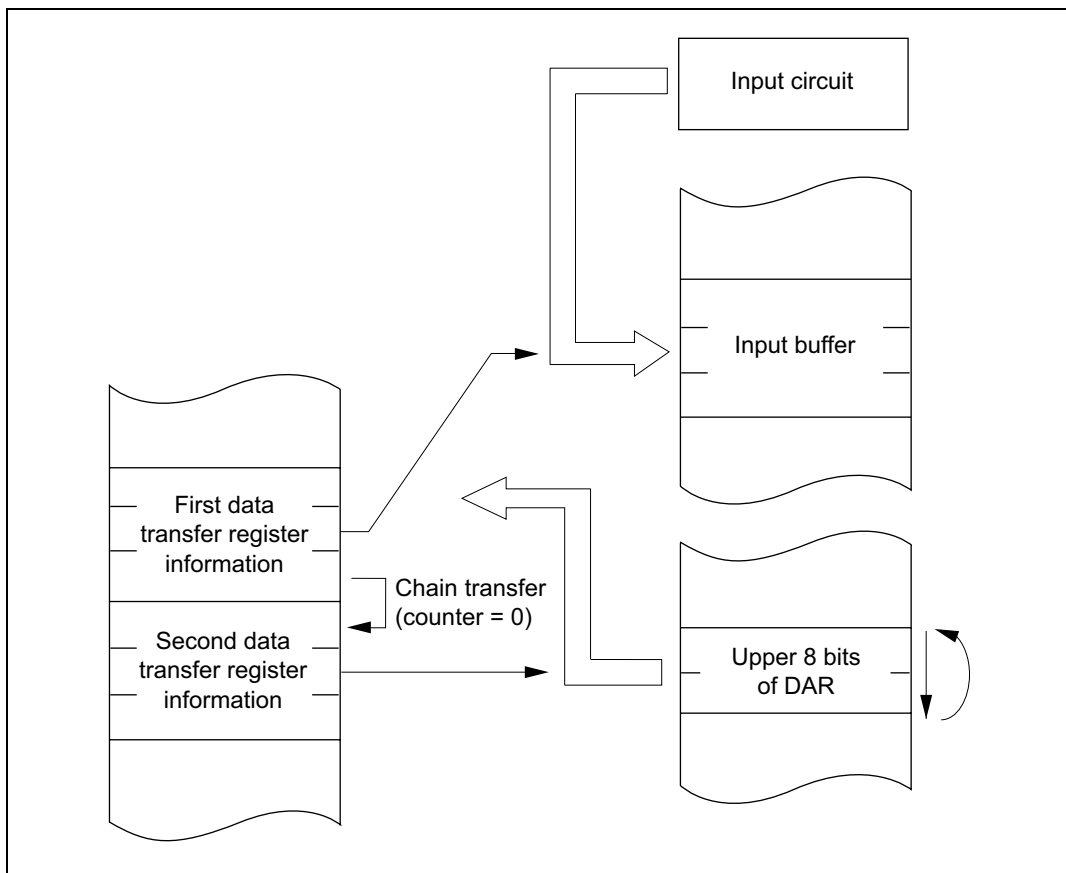 Input circuit
Input buffer
First data
transfer register
information
Chain transfer
(counter = 0)
Second data
transfer register
information
Upper 8 bits
of DAR